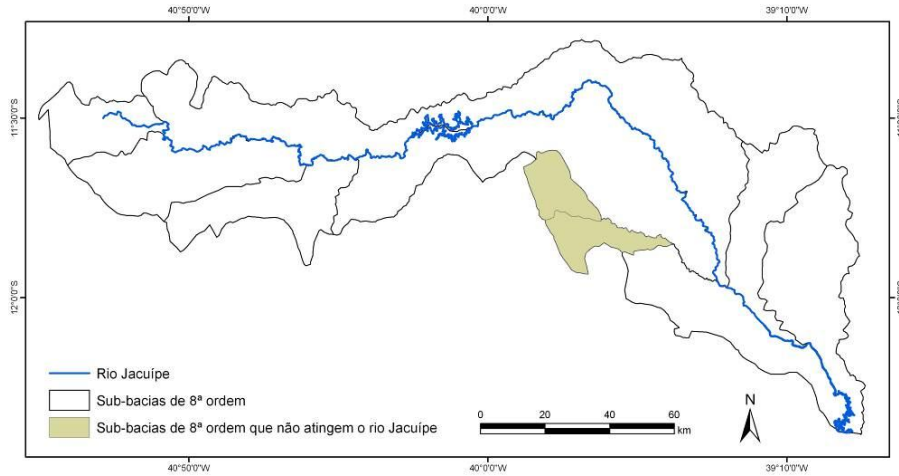 40°50'0"W 40°0'0"W 39°10'0"W
11°30'0"S
12°0'0"S
Rio Jacuípe
Sub-bacias de 8ª ordem
Sub-bacias de 8ª ordem que não atingem o rio Jacuípe
0 20 40 60
km
N
40°50'0"W 40°0'0"W 39°10'0"W